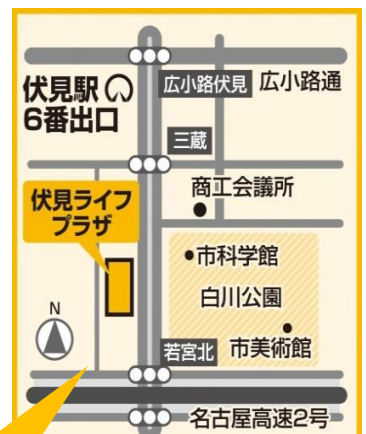 伏見駅
6番出口
広小路伏見
広小路通
三蔵
商工会議所
伏見ライフ
プラザ
市科学館
白川公園
N
若宮北
市美術館
名古屋高速2号